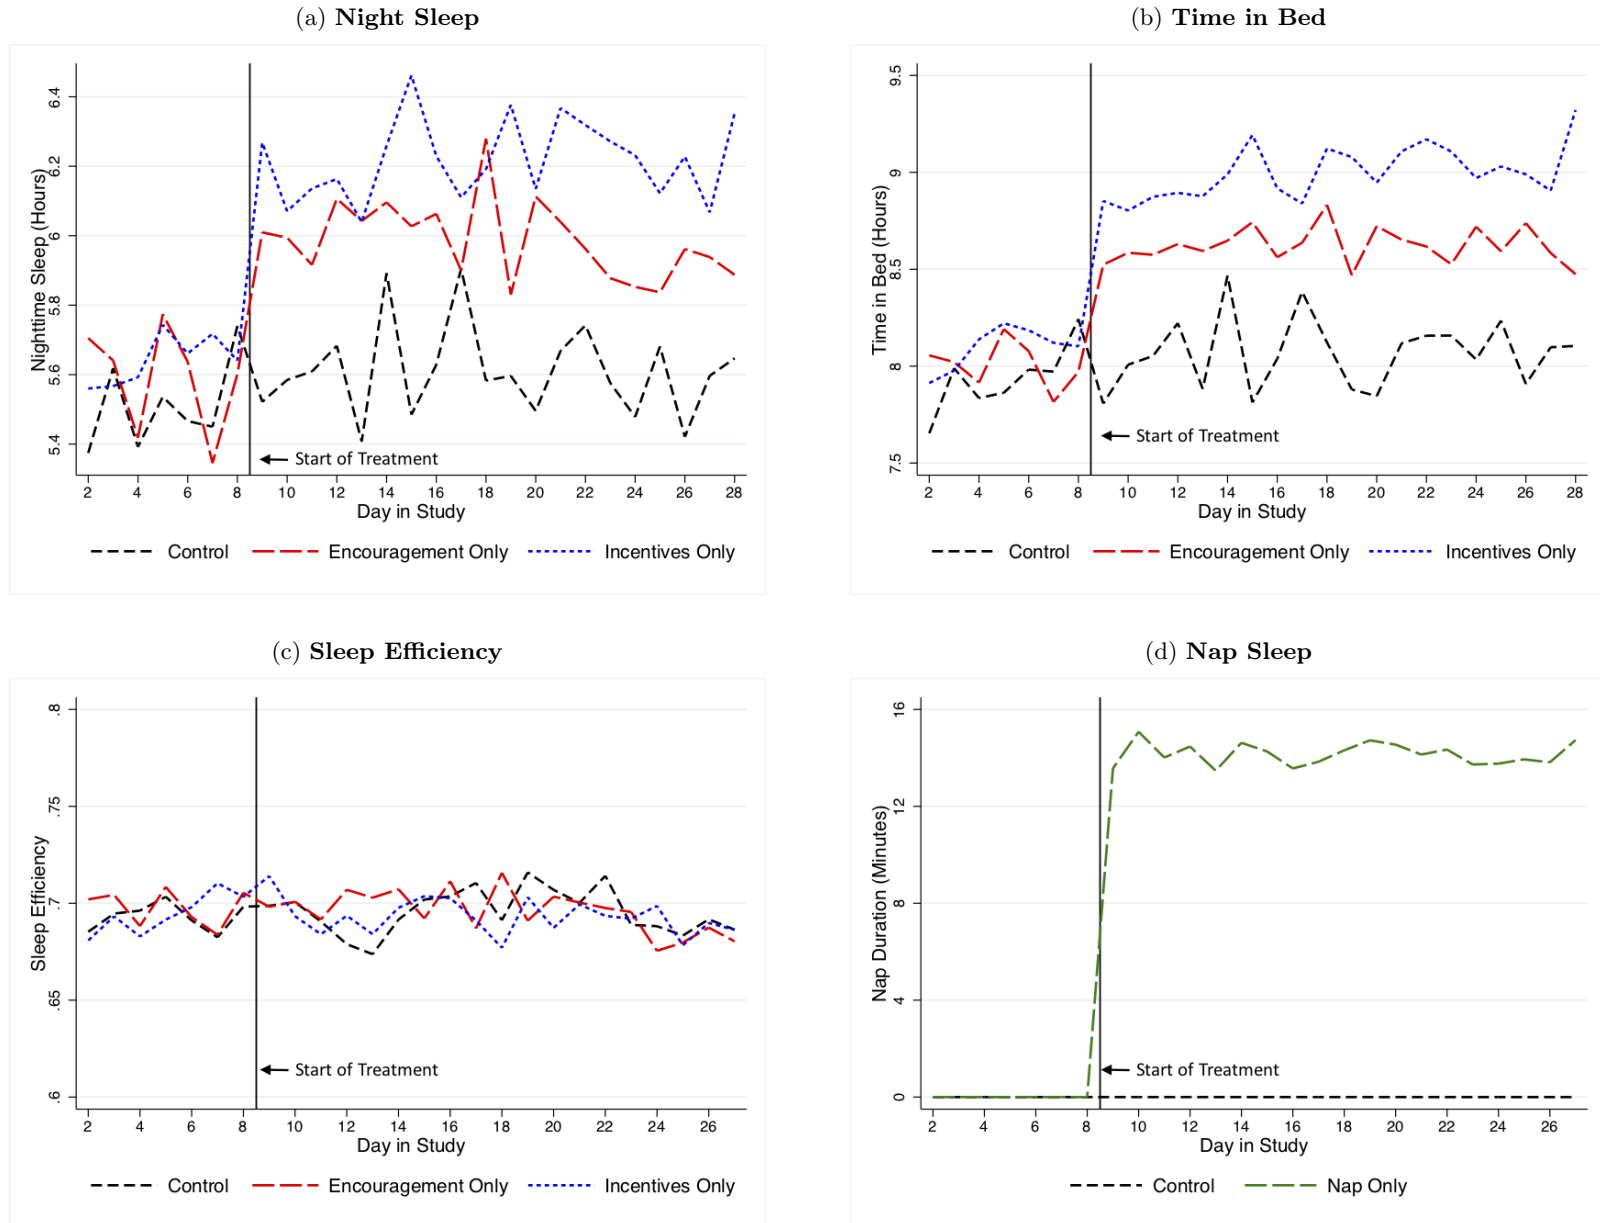 (a) Night Sleep
Nighttime Sleep (Hours)
6.4
6.2
6
5.8
5.6
5.4
Start of Treatment
2 4 6 8 10 12 14 16 18 20 22 24 26 28
Day in Study
Control Encouragement Only Incentives Only
(b) Time in Bed
Time in Bed (Hours)
9.5
9
8.5
8
7.5
Start of Treatment
2 4 6 8 10 12 14 16 18 20 22 24 26 28
Day in Study
Control Encouragement Only Incentives Only
(c) Sleep Efficiency
Sleep Efficiency
.8
.75
.7
.65
.6
Start of Treatment
2 4 6 8 10 12 14 16 18 20 22 24 26
Day in Study
Control Encouragement Only Incentives Only
(d) Nap Sleep
Nap Duration (Minutes)
16
12
8
4
0
Start of Treatment
2 4 6 8 10 12 14 16 18 20 22 24 26
Day in Study
Control Nap Only